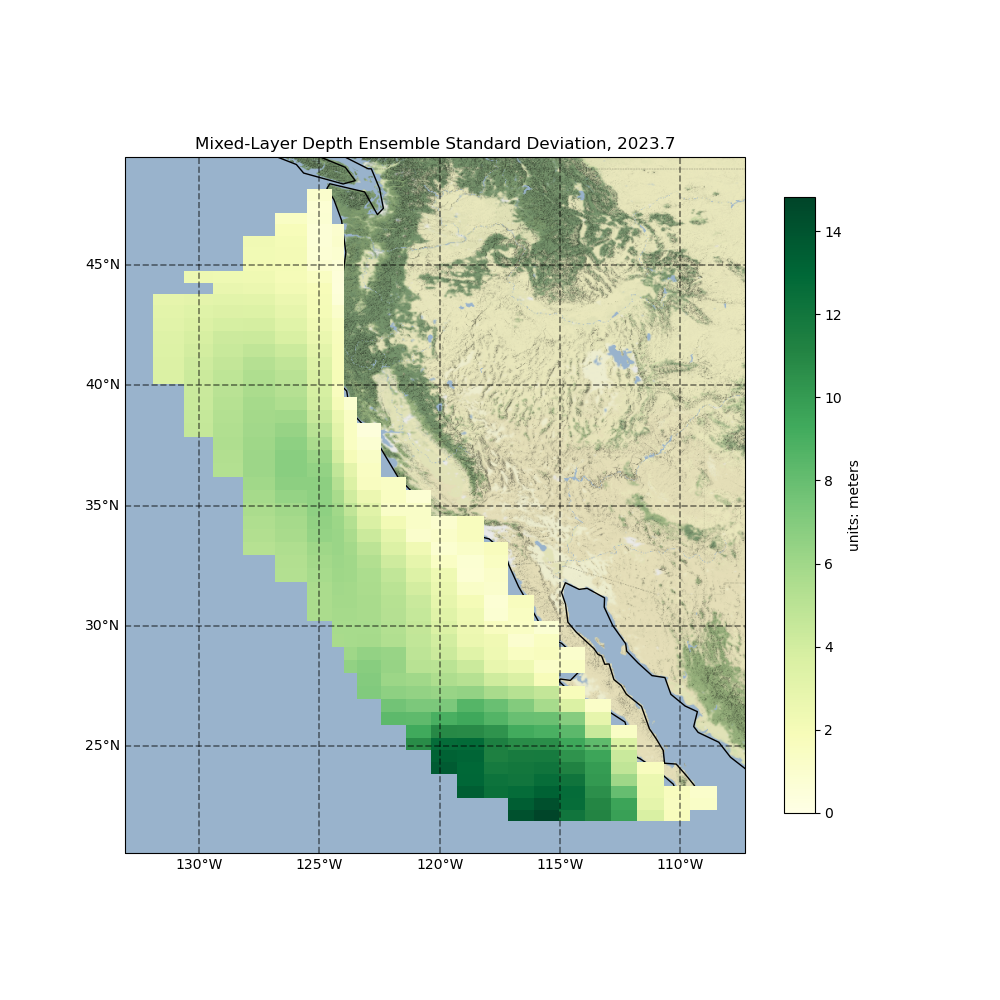 Mixed-Layer Depth Ensemble Standard Deviation, 2023.7
45°N
40°N
35°N
30°N
25°N
130°W 125°W 120°W 115°W 110°W
14
12
10
8
6
4
2
0
units: meters